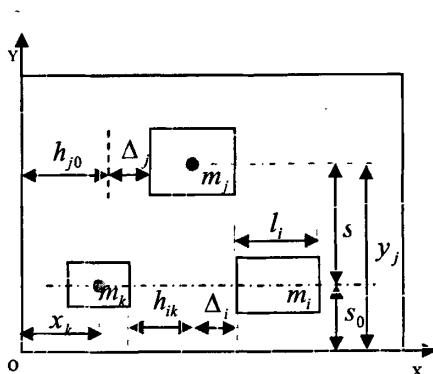 Y
h_{j0}
Δ_j
m_j
l_i
s
y_j
m_k
h_{ik}
Δ_i
m_i
x_k
s_0
O
X